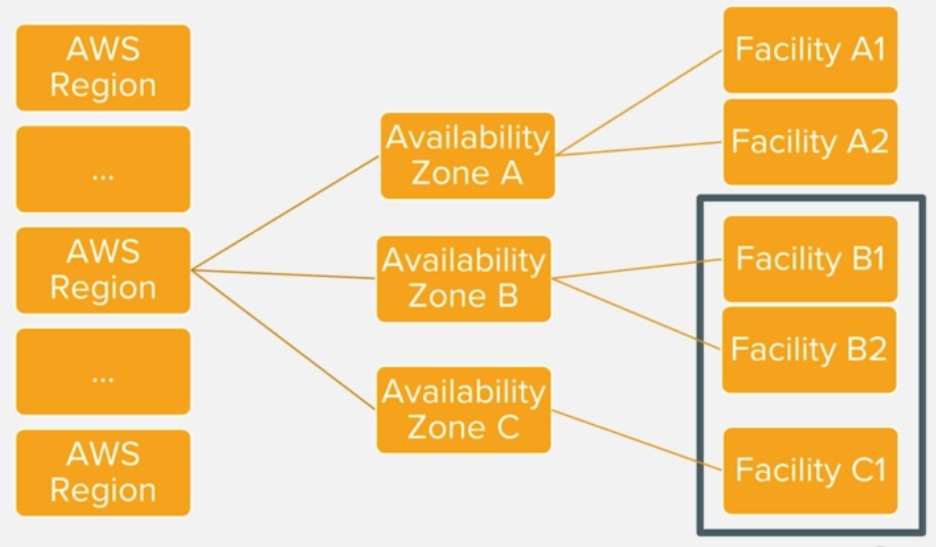 AWS
Region
...
AWS
Region
...
AWS
Region
Availability
Zone A
Availability
Zone B
Availability
Zone C
Facility A1
Facility A2
Facility B1
Facility B2
Facility C1